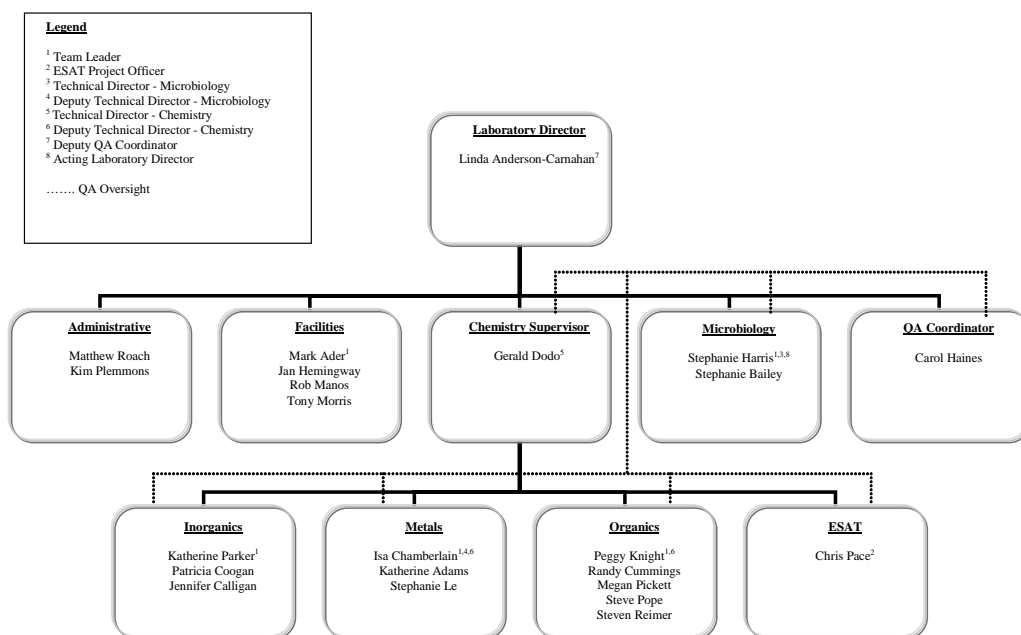 Legend
¹ Team Leader
² ESAT Project Officer
³ Technical Director - Microbiology
⁴ Deputy Technical Director - Microbiology
⁵ Technical Director - Chemistry
⁶ Deputy Technical Director - Chemistry
⁷ Deputy QA Coordinator
⁸ Acting Laboratory Director
……. QA Oversight
Laboratory Director
Linda Anderson-Carnahan⁷
Administrative
Matthew Roach
Kim Plemmons
Facilities
Mark Ader¹
Jan Hemingway
Rob Manos
Tony Morris
Chemistry Supervisor
Gerald Dodo⁵
Microbiology
Stephanie Harris¹,³,⁸
Stephanie Bailey
QA Coordinator
Carol Haines
Inorganics
Katherine Parker¹
Patricia Coogan
Jennifer Calligan
Metals
Isa Chamberlain¹,⁴,⁶
Katherine Adams
Stephanie Le
Organics
Peggy Knight¹,⁶
Randy Cummings
Megan Pickett
Steve Pope
Steven Reimer
ESAT
Chris Pace²